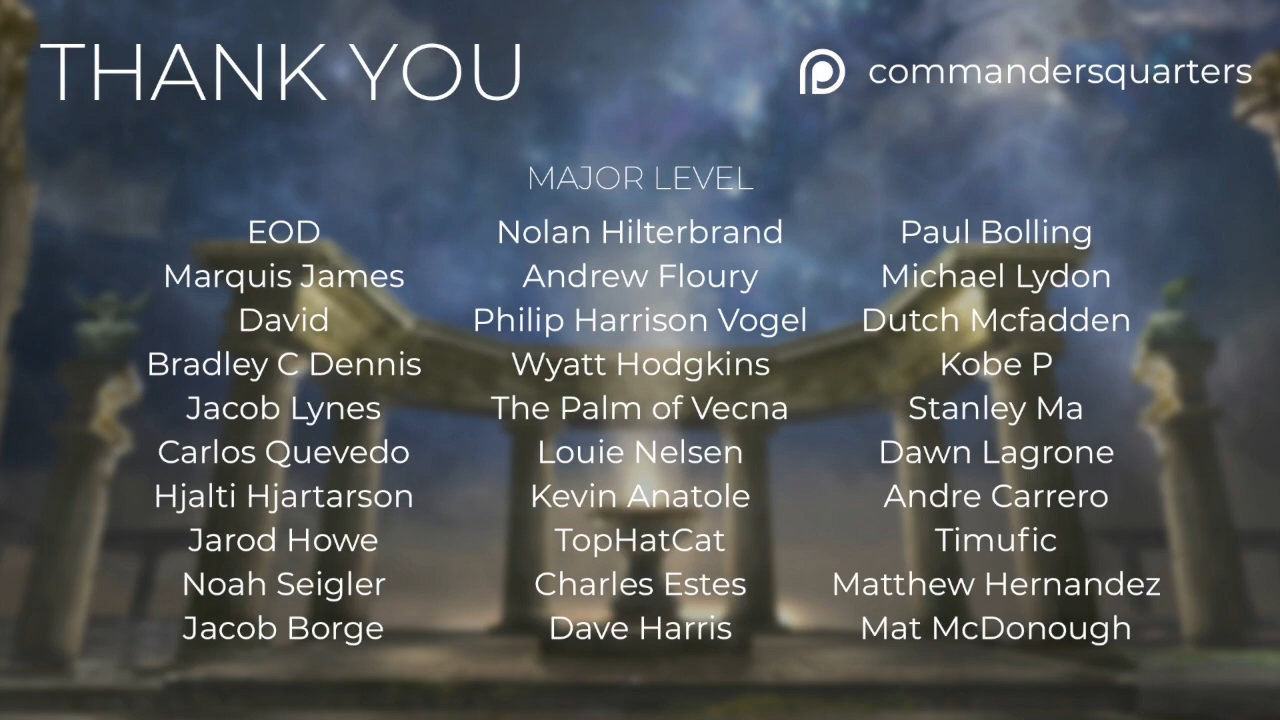 THANK YOU
commandersquarters
MAJOR LEVEL
EOD
Marquis James
David
Bradley C Dennis
Jacob Lynes
Carlos Quevedo
Hjalti Hjartarson
Jarod Howe
Noah Seigler
Jacob Borge
Nolan Hilterbrand
Andrew Floury
Philip Harrison Vogel
Wyatt Hodgkins
The Palm of Vecna
Louie Nelsen
Kevin Anatole
TopHatCat
Charles Estes
Dave Harris
Paul Bolling
Michael Lydon
Dutch Mcfadden
Kobe P
Stanley Ma
Dawn Lagrone
Andre Carrero
Timufic
Matthew Hernandez
Mat McDonough